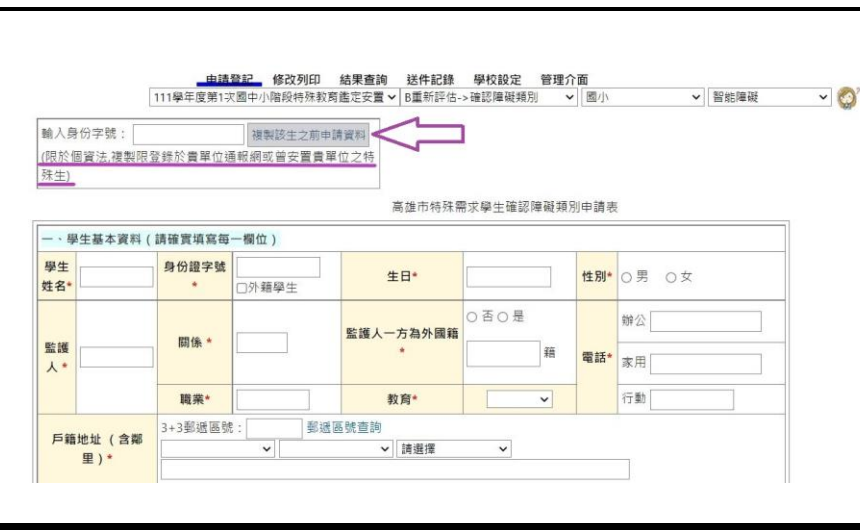 申請登記 修改列印 結果查詢 送件記錄 學校設定 管理介面
111學年度第1次國中小階段特殊教育鑑定安置 B重新評估->確認障礙類別 國小 智能障礙
輸入身份字號： 複製該生之前申請資料
(限於個資法,複製限登錄於貴單位通報網或曾安置貴單位之特
殊生)
高雄市特殊需求學生確認障礙類別申請表
一、學生基本資料（請確實填寫每一欄位）
學生姓名* 身份證字號* 外籍學生 生日* 性別* 男 女
監護人* 關係* 監護人一方為外國籍* 否 是 籍 電話* 辦公
家用
職業* 教育* 行動
戶籍地址（含鄰里）* 3+3郵遞區號： 郵遞區號查詢
請選擇